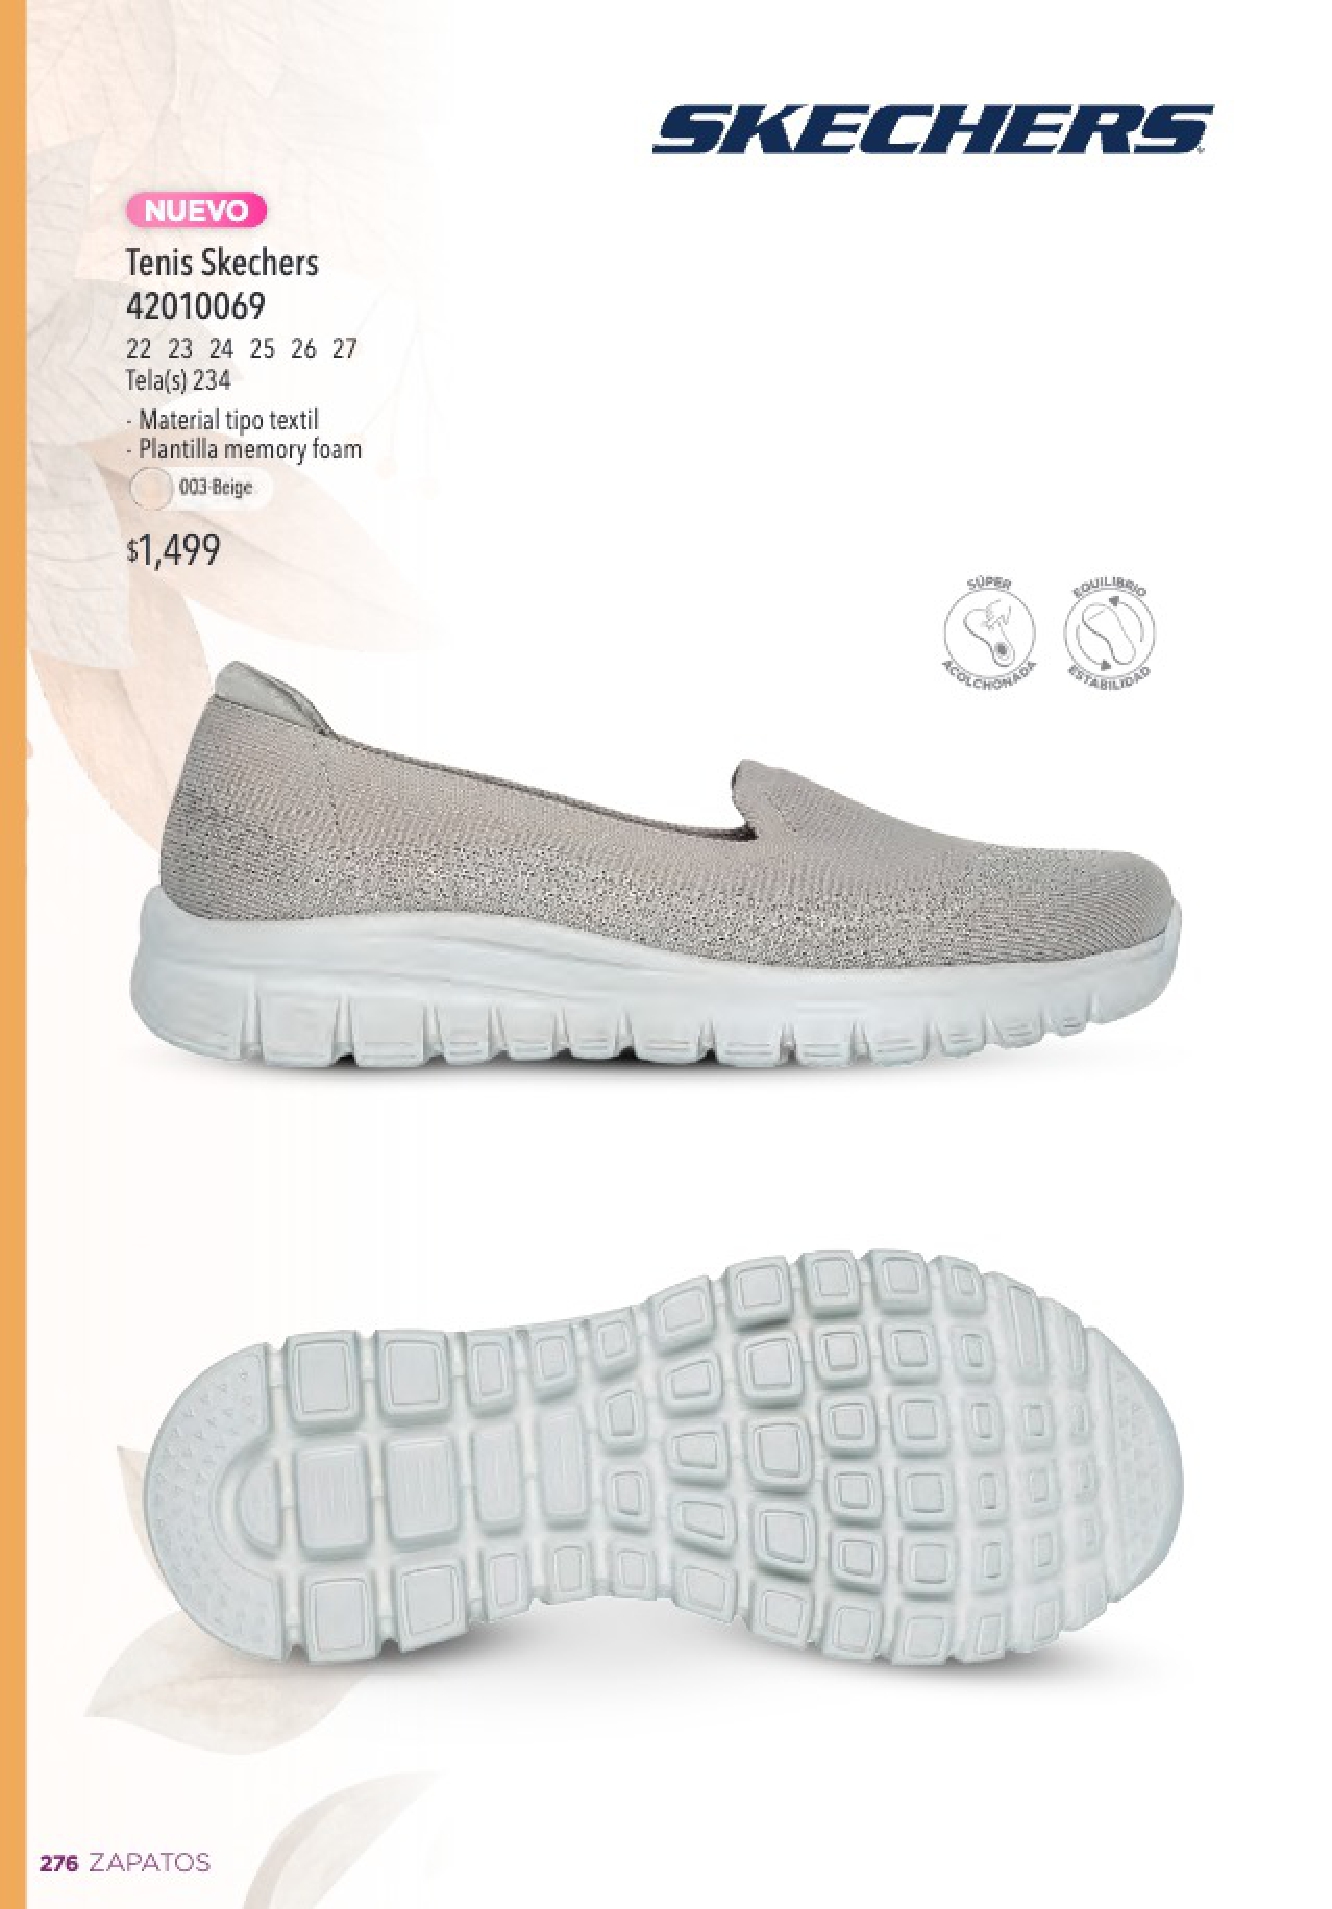 SKECHERS
NUEVO
Tenis Skechers
42010069
22 23 24 25 26 27
Tela(s) 234
· Material tipo textil
· Plantilla memory foam
003-Beige
$1,499
SÚPER
ACOLCHONADA
EQUILIBRIO
ESTABILIDAD
276 ZAPATOS